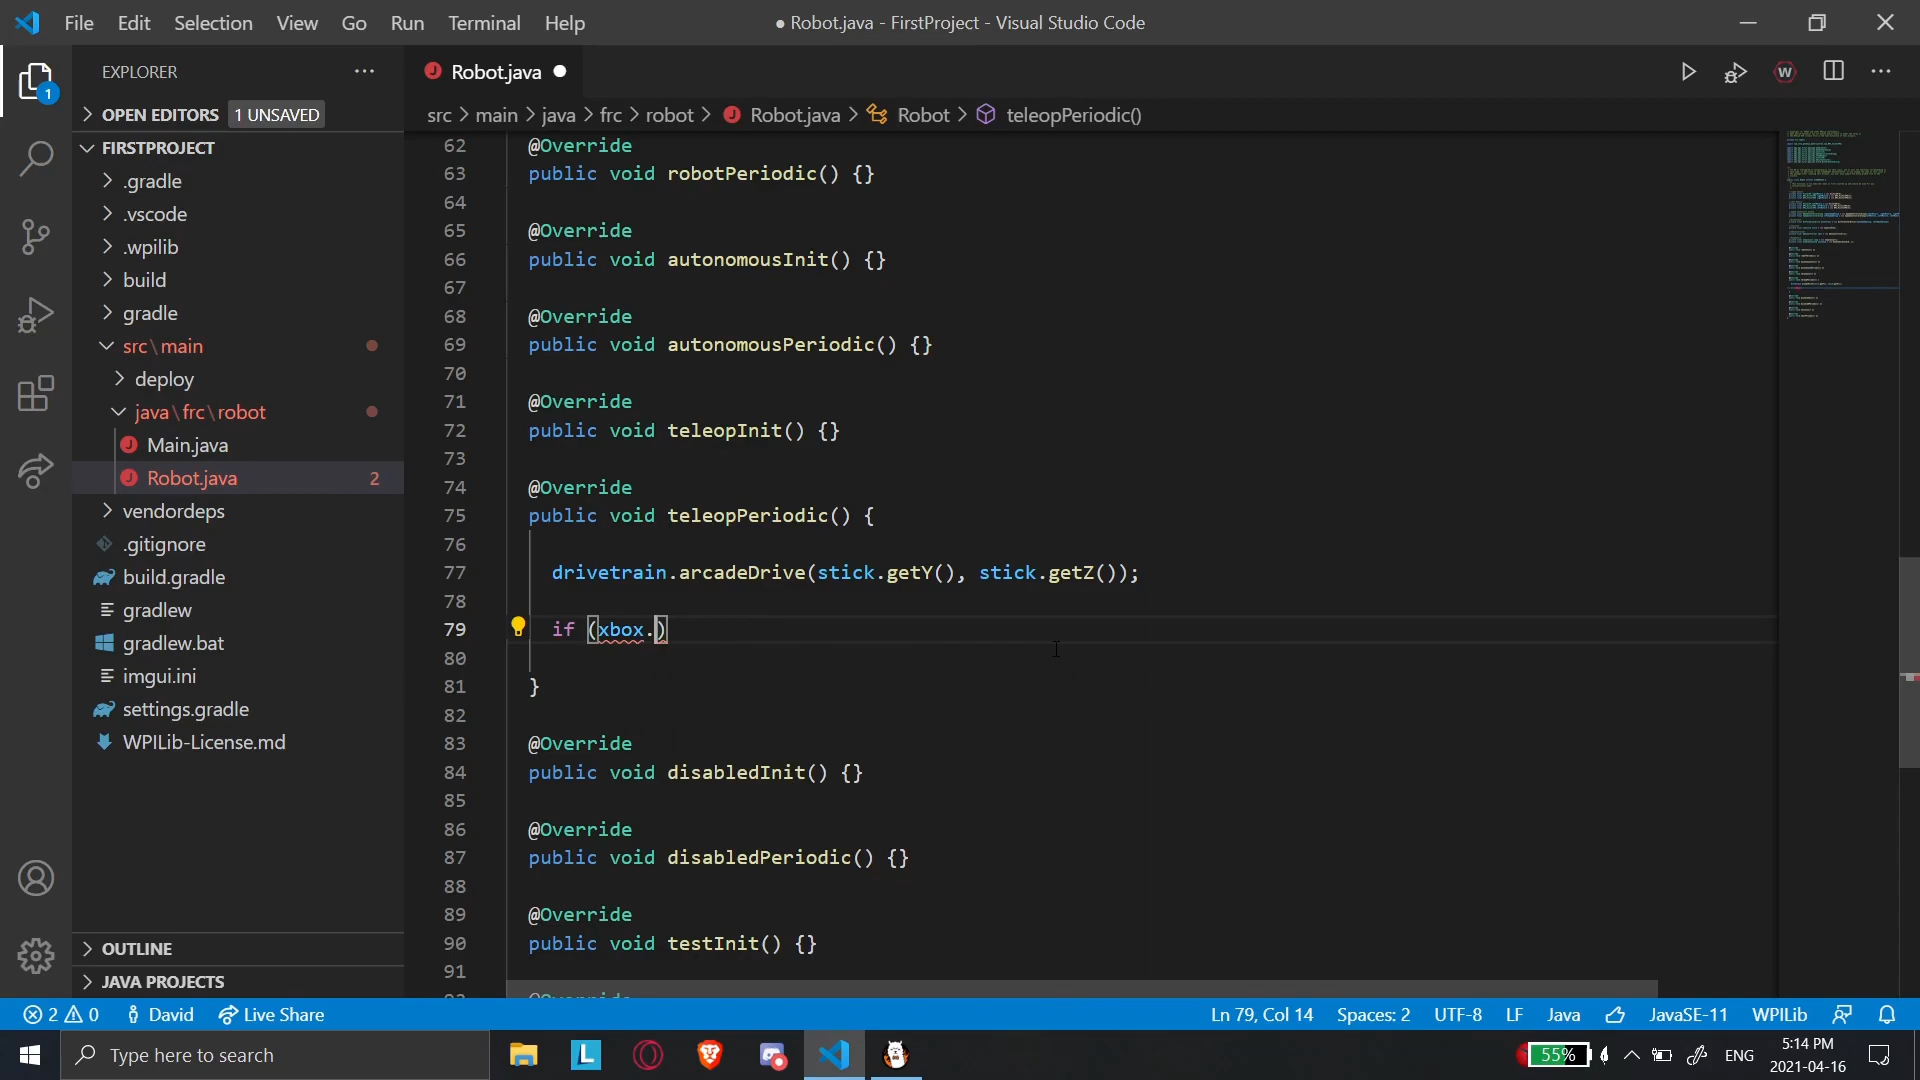 File Edit Selection View Go Run Terminal Help
● Robot.java - FirstProject - Visual Studio Code
EXPLORER
OPEN EDITORS 1 UNSAVED
FIRSTPROJECT
.gradle
.vscode
.wpilib
build
gradle
src\main
deploy
java\frc\robot
Main.java
Robot.java 2
vendordeps
.gitignore
build.gradle
gradlew
gradlew.bat
imgui.ini
settings.gradle
WPILib-License.md
OUTLINE
JAVA PROJECTS
1
Robot.java ●
W
src > main > java > frc > robot > Robot.java > Robot > teleopPeriodic()
62 @Override
63 public void robotPeriodic() {}
64
65 @Override
66 public void autonomousInit() {}
67
68 @Override
69 public void autonomousPeriodic() {}
70
71 @Override
72 public void teleopInit() {}
73
74 @Override
75 public void teleopPeriodic() {
76
77 drivetrain.arcadeDrive(stick.getY(), stick.getZ());
78
79 if (xbox.)
80
81 }
82
83 @Override
84 public void disabledInit() {}
85
86 @Override
87 public void disabledPeriodic() {}
88
89 @Override
90 public void testInit() {}
91
2 0 David Live Share
Ln 79, Col 14 Spaces: 2 UTF-8 LF Java JavaSE-11 WPILib
Type here to search
L
55%
ENG
5:14 PM
2021-04-16